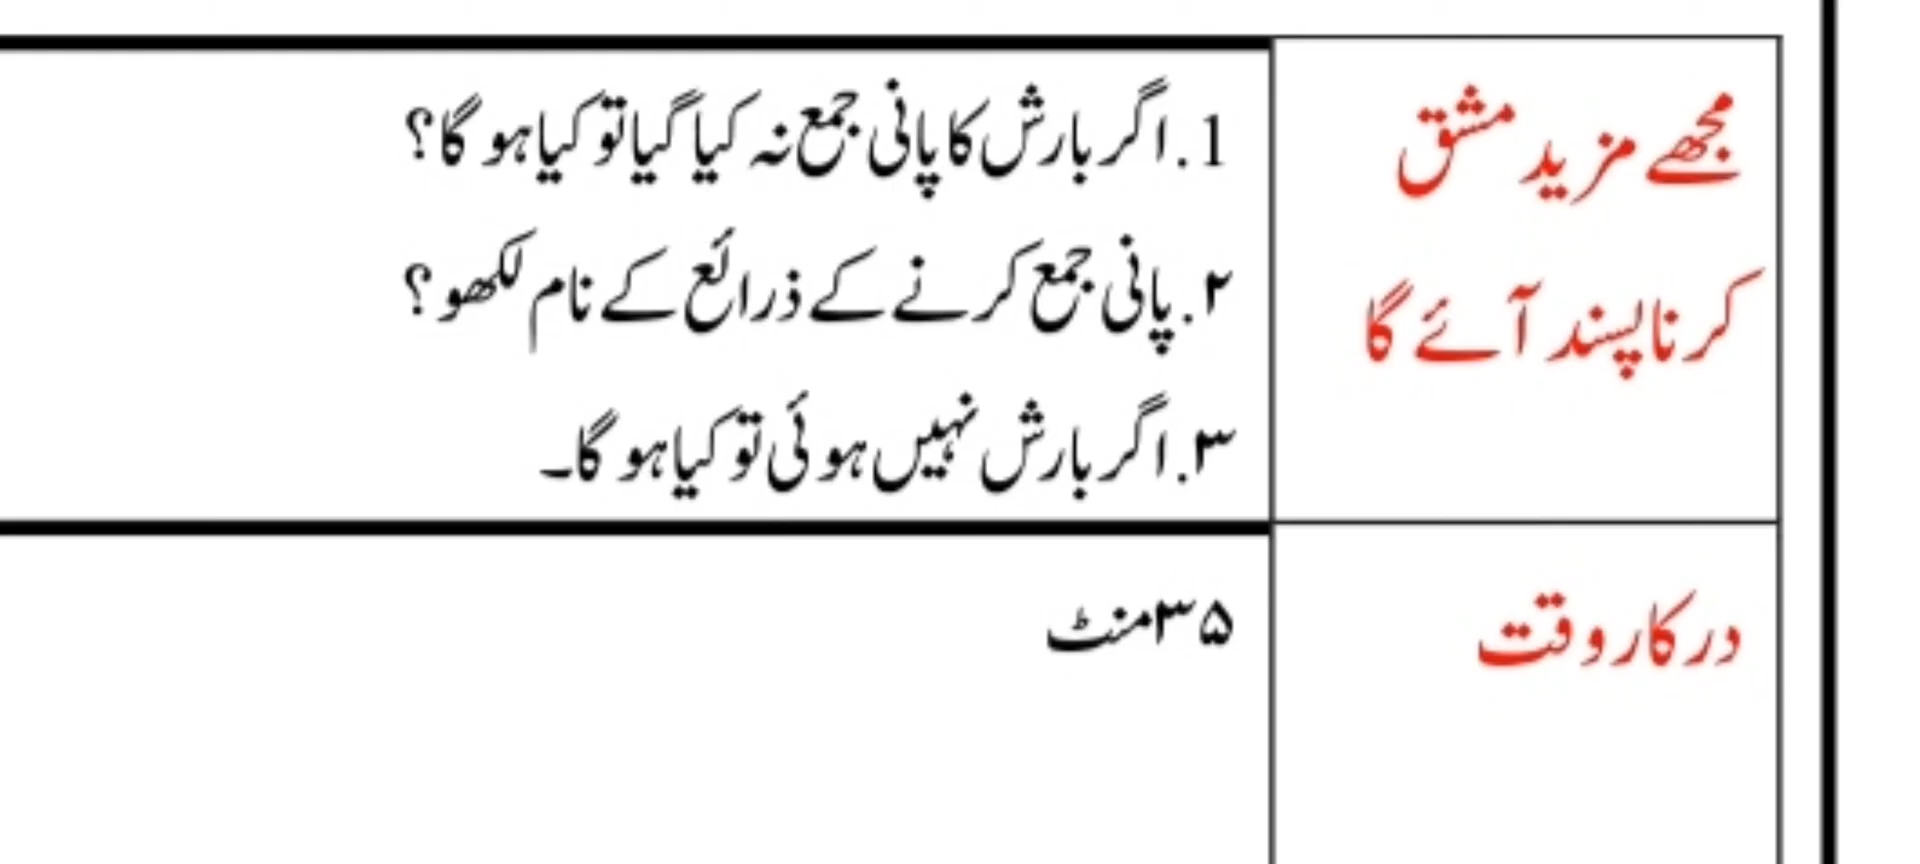 مجھے مزید مشق
کرنا پسند آئے گا
1. اگر بارش کا پانی جمع نہ کیا گیا تو کیا ہو گا؟
۲. پانی جمع کرنے کے ذرائع کے نام لکھو؟
۳. اگر بارش نہیں ہوئی تو کیا ہو گا۔
درکار وقت
۳۵ منٹ